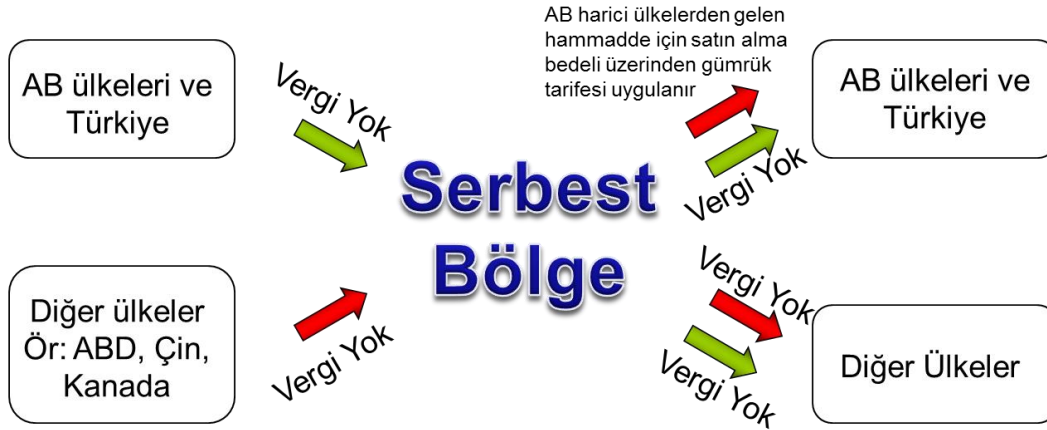 AB ülkeleri ve
Türkiye
Vergi Yok
Diğer ülkeler
Ör: ABD, Çin,
Kanada
Vergi Yok
Serbest
Bölge
AB harici ülkelerden gelen
hammadde için satın alma
bedeli üzerinden gümrük
tarifesi uygulanır
Vergi Yok
AB ülkeleri ve
Türkiye
Vergi Yok
Vergi Yok
Diğer Ülkeler